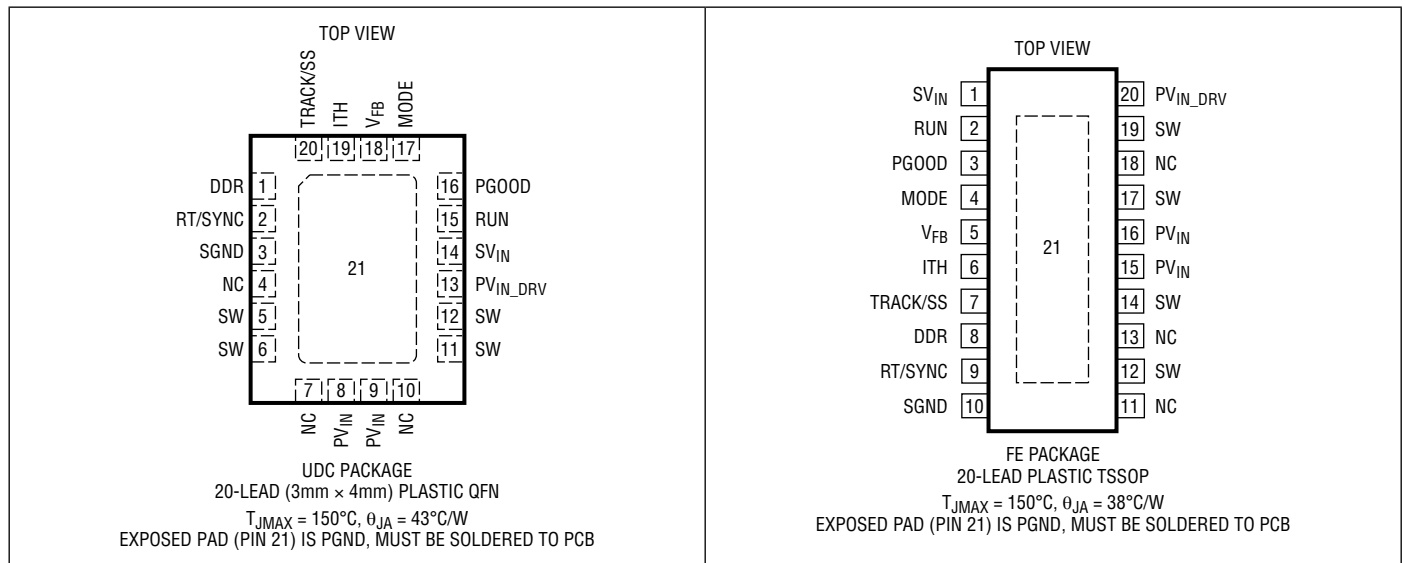 TOP VIEW
TRACK/SS
ITH
VFB
MODE
20 19 18 17
DDR 1
RT/SYNC 2
SGND 3
NC 4
SW 5
SW 6
21
16 PGOOD
15 RUN
14 SVIN
13 PVIN_DRV
12 SW
11 SW
7 8 9 10
NC
PVIN
PVIN
NC
UDC PACKAGE
20-LEAD (3mm × 4mm) PLASTIC QFN
TJMAX = 150°C, θJA = 43°C/W
EXPOSED PAD (PIN 21) IS PGND, MUST BE SOLDERED TO PCB
TOP VIEW
SVIN 1
RUN 2
PGOOD 3
MODE 4
VFB 5
ITH 6
TRACK/SS 7
DDR 8
RT/SYNC 9
SGND 10
21
20 PVIN_DRV
19 SW
18 NC
17 SW
16 PVIN
15 PVIN
14 SW
13 NC
12 SW
11 NC
FE PACKAGE
20-LEAD PLASTIC TSSOP
TJMAX = 150°C, θJA = 38°C/W
EXPOSED PAD (PIN 21) IS PGND, MUST BE SOLDERED TO PCB